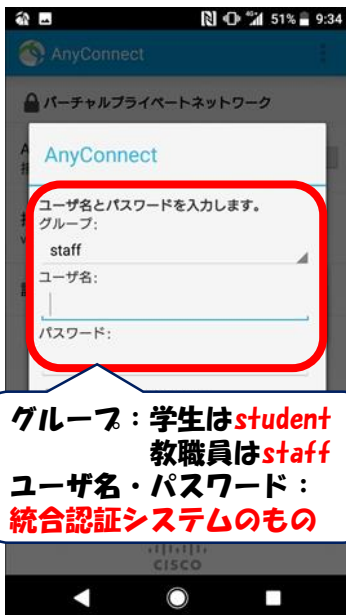 51% 9:34
AnyConnect
バーチャルプライベートネットワーク
AnyConnect
ユーザ名とパスワードを入力します。
グループ:
staff
ユーザ名:
パスワード:
グループ：学生はstudent
教職員はstaff
ユーザ名・パスワード：
統合認証システムのもの
CISCO